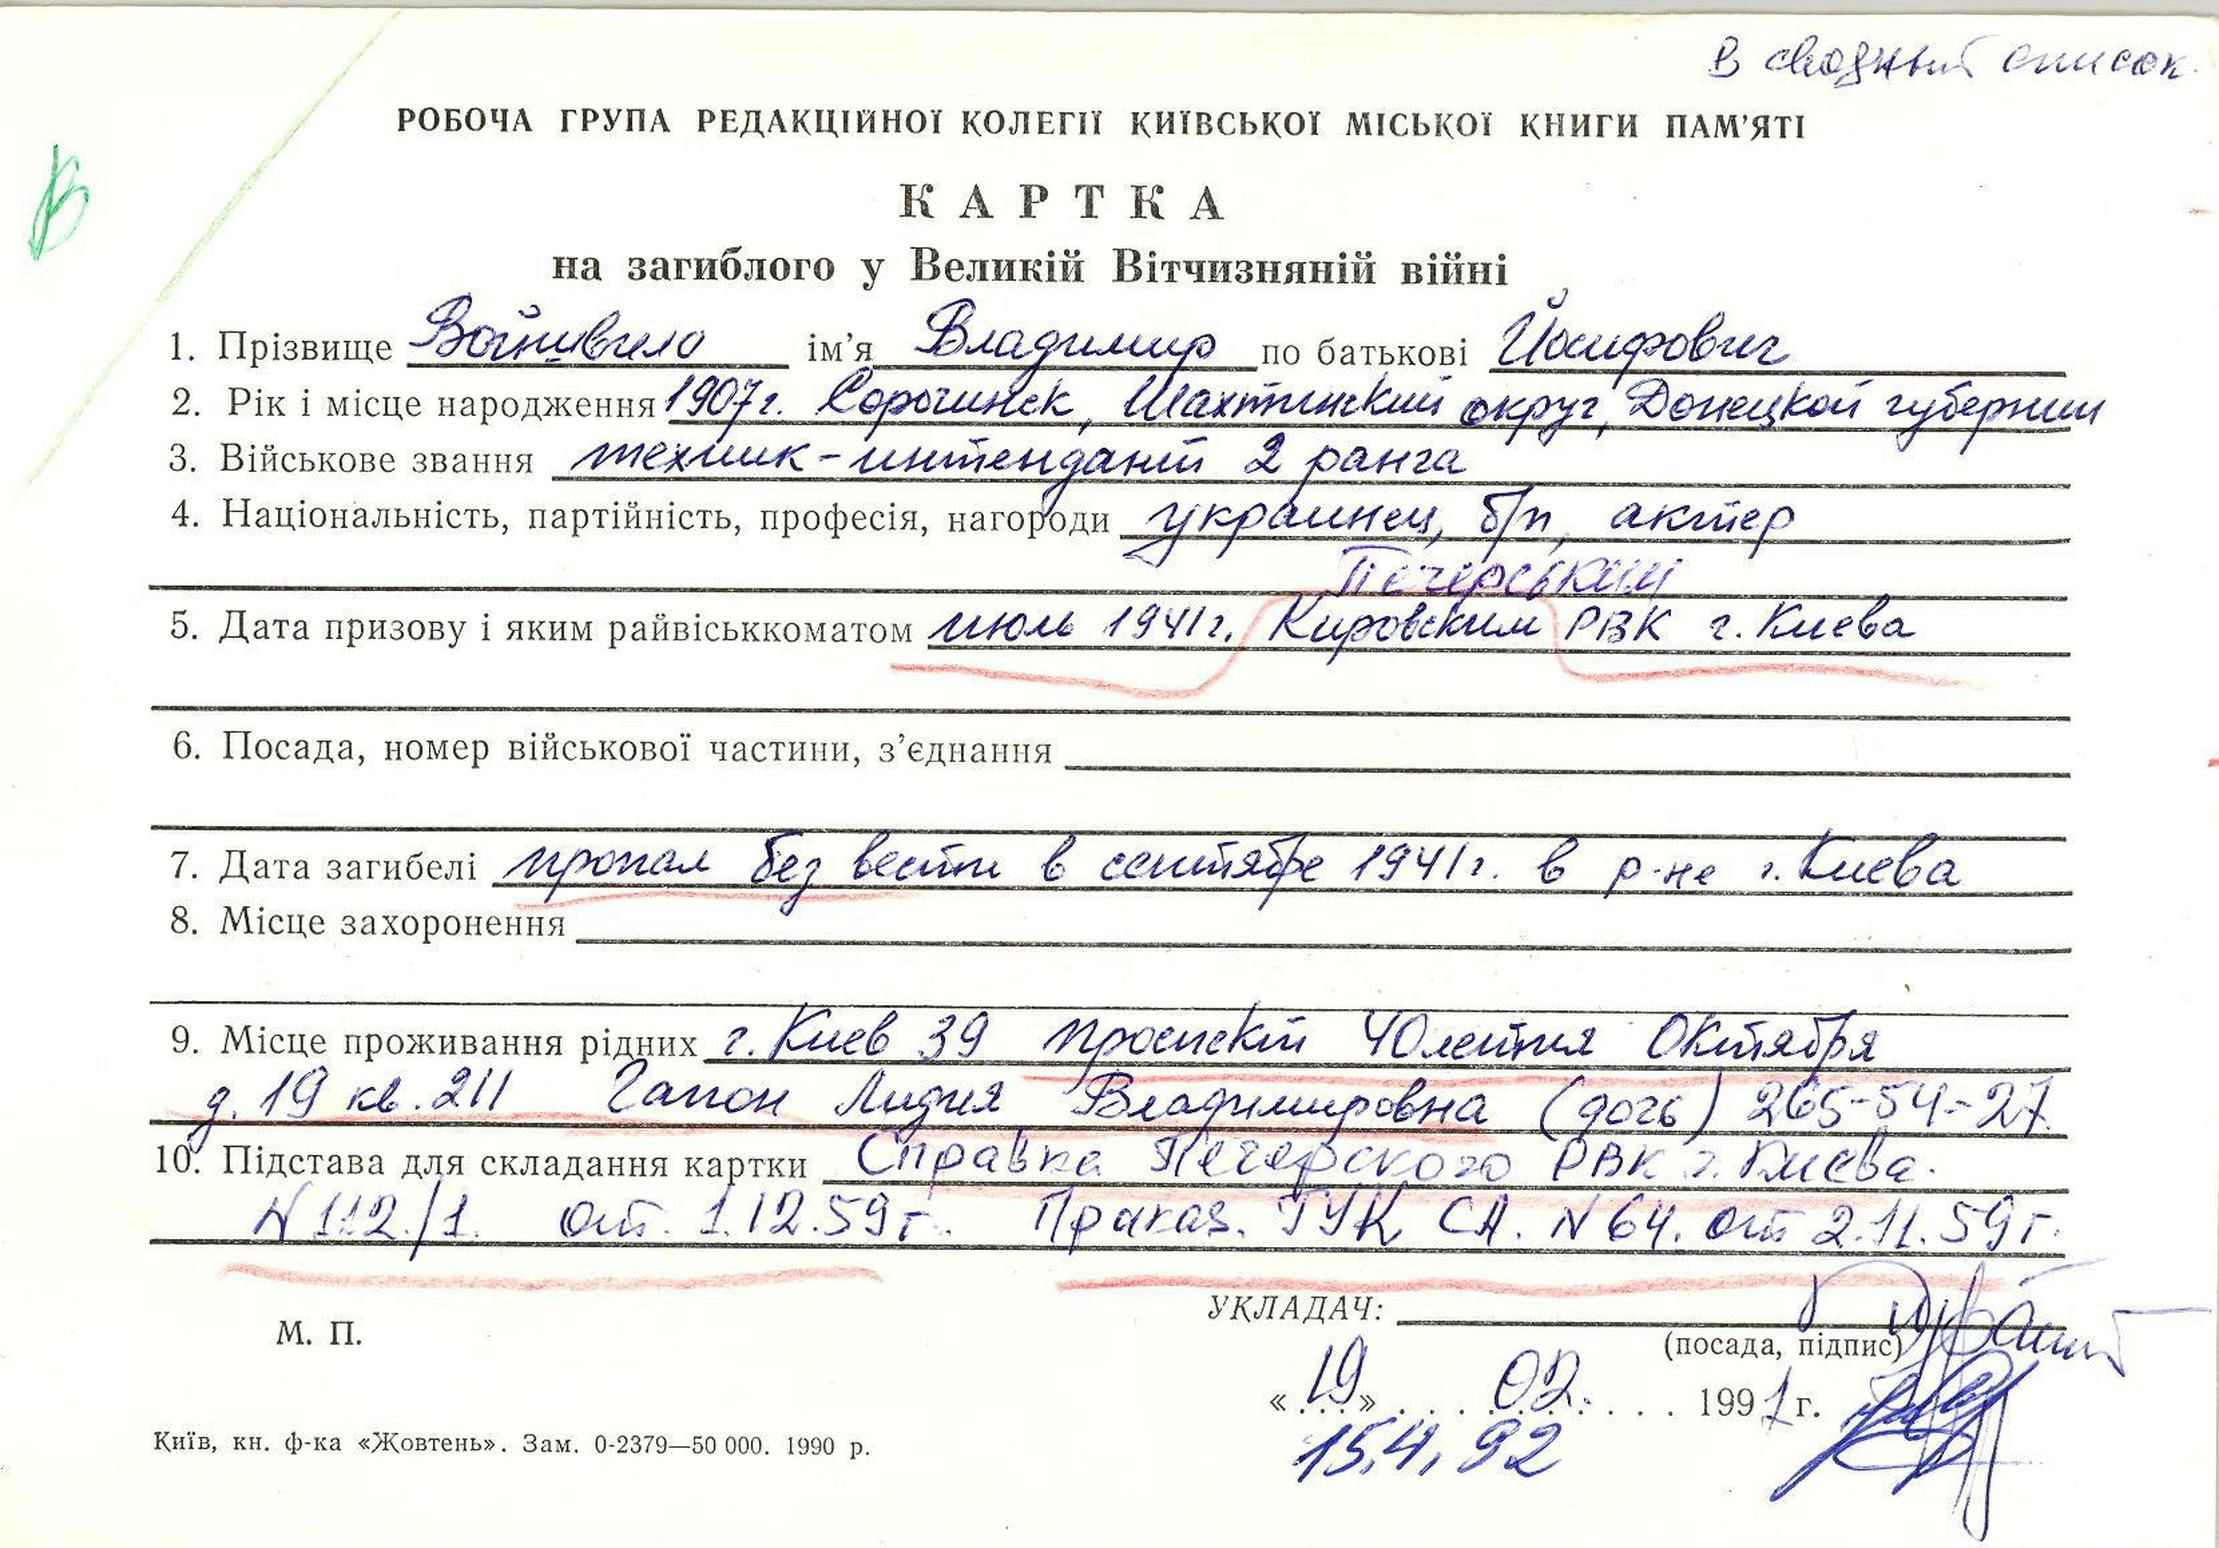 В сводный список.
РОБОЧА ГРУПА РЕДАКЦІЙНОЇ КОЛЕГІЇ КИЇВСЬКОЇ МІСЬКОЇ КНИГИ ПАМ'ЯТІ
В
КАРТКА
на загиблого у Великій Вітчизняній війні
1. Прізвище Войшвило ім'я Владимир по батькові Йосифович
2. Рік і місце народження 1907г. Сорочинск, Шахтинский округ, Донецкой губернии
3. Військове звання техник-интендант 2 ранга
4. Національність, партійність, професія, нагороди украинец, б/п, актер
Печерським
5. Дата призову і яким райвіськкоматом июль 1941г. Кировским РВК г. Киева
6. Посада, номер військової частини, з'єднання
7. Дата загибелі пропал без вести в сентябре 1941г. в р-не г. Киева
8. Місце захоронення
9. Місце проживання рідних г. Киев 39 проспект 40летия Октября
д. 19 кв. 211 Гапон Лидия Владимировна (дочь) 265-54-27
10. Підстава для складання картки Справка Печерского РВК г. Киева.
N 112/1. от. 1.12.59г. Приказ. ГУК СА. N 64. от 2.11.59г.
УКЛАДАЧ:
М. П.
(посада, підпис)
«19» 02. 1991 г.
15.4.92
Київ, кн. ф-ка «Жовтень». Зам. 0-2379—50 000. 1990 р.